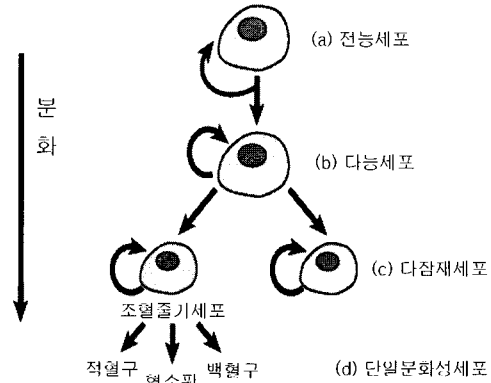 (a) 전능세포
분
화
(b) 다능세포
(c) 다잠재세포
조혈줄기세포
적혈구 혈소판 백혈구
(d) 단일분화성세포